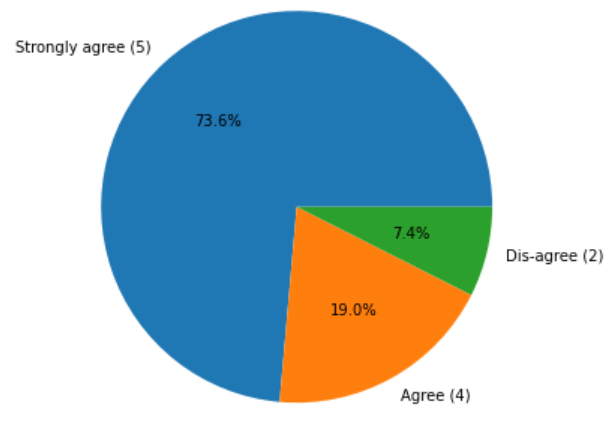 Strongly agree (5)
73.6%
7.4%
Dis-agree (2)
19.0%
Agree (4)